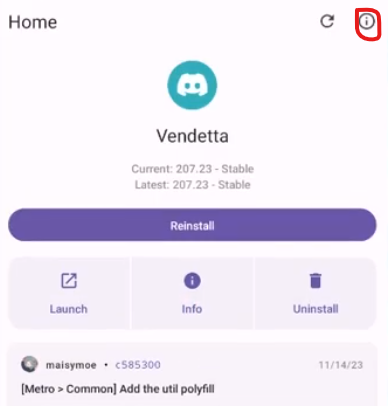 Home
Vendetta
Current: 207.23 - Stable
Latest: 207.23 - Stable
Reinstall
Launch
Info
Uninstall
maisymoe • c585300
11/14/23
[Metro > Common] Add the util polyfill